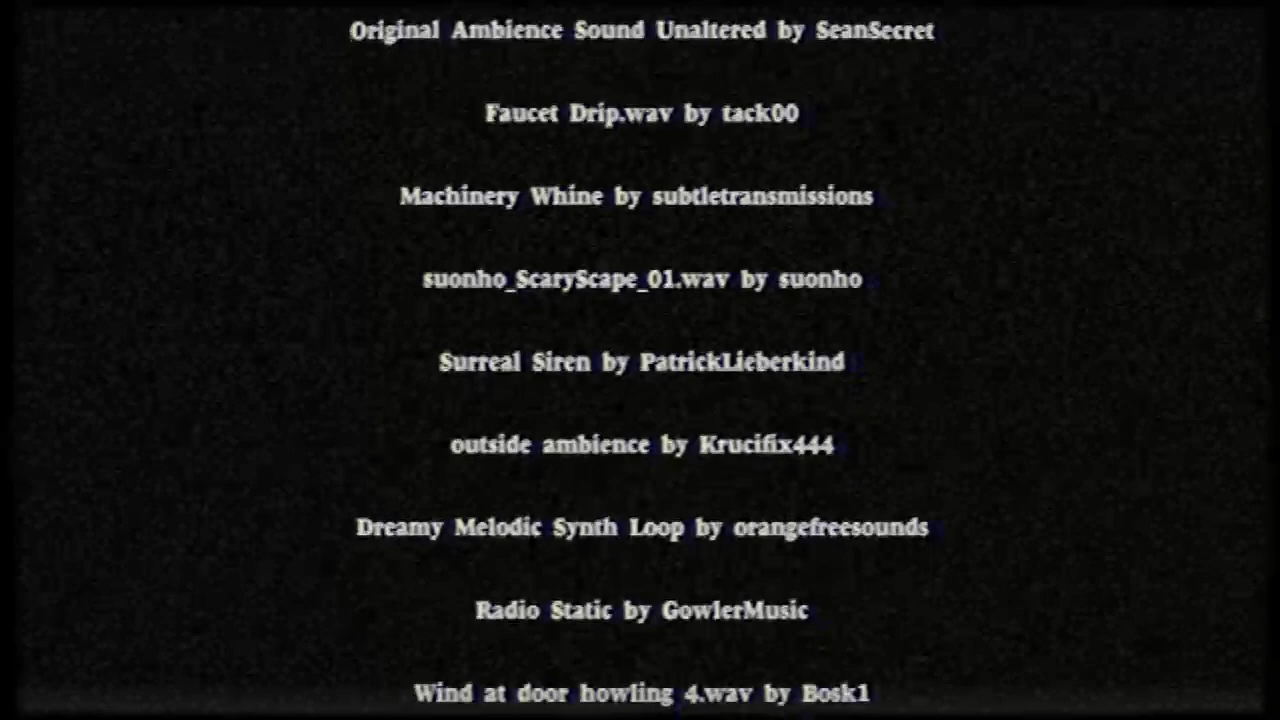 Original Ambience Sound Unaltered by SeanSecret
Faucet Drip.wav by tack00
Machinery Whine by subtletransmissions
suonho_ScaryScape_01.wav by suonho
Surreal Siren by PatrickLieberkind
outside ambience by Krucifix444
Dreamy Melodic Synth Loop by orangefreesounds
Radio Static by GowlerMusic
Wind at door howling 4.wav by Bosk1